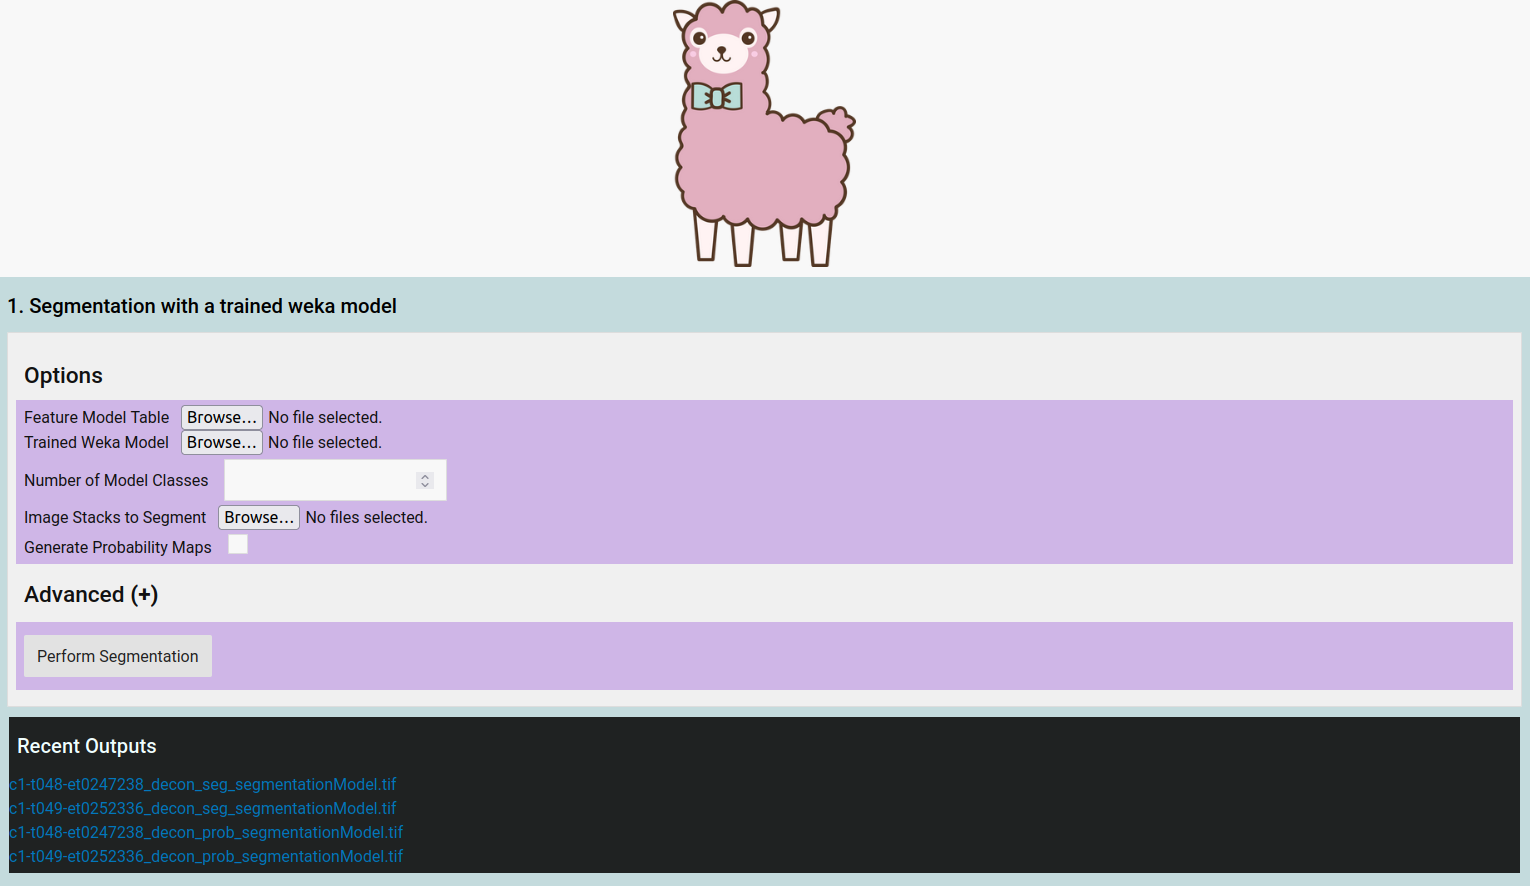 1. Segmentation with a trained weka model
Options
Feature Model Table Browse... No file selected.
Trained Weka Model Browse... No file selected.
Number of Model Classes
Image Stacks to Segment Browse... No files selected.
Generate Probability Maps
Advanced (+)
Perform Segmentation
Recent Outputs
c1-t048-et0247238_decon_seg_segmentationModel.tif
c1-t049-et0252336_decon_seg_segmentationModel.tif
c1-t048-et0247238_decon_prob_segmentationModel.tif
c1-t049-et0252336_decon_prob_segmentationModel.tif